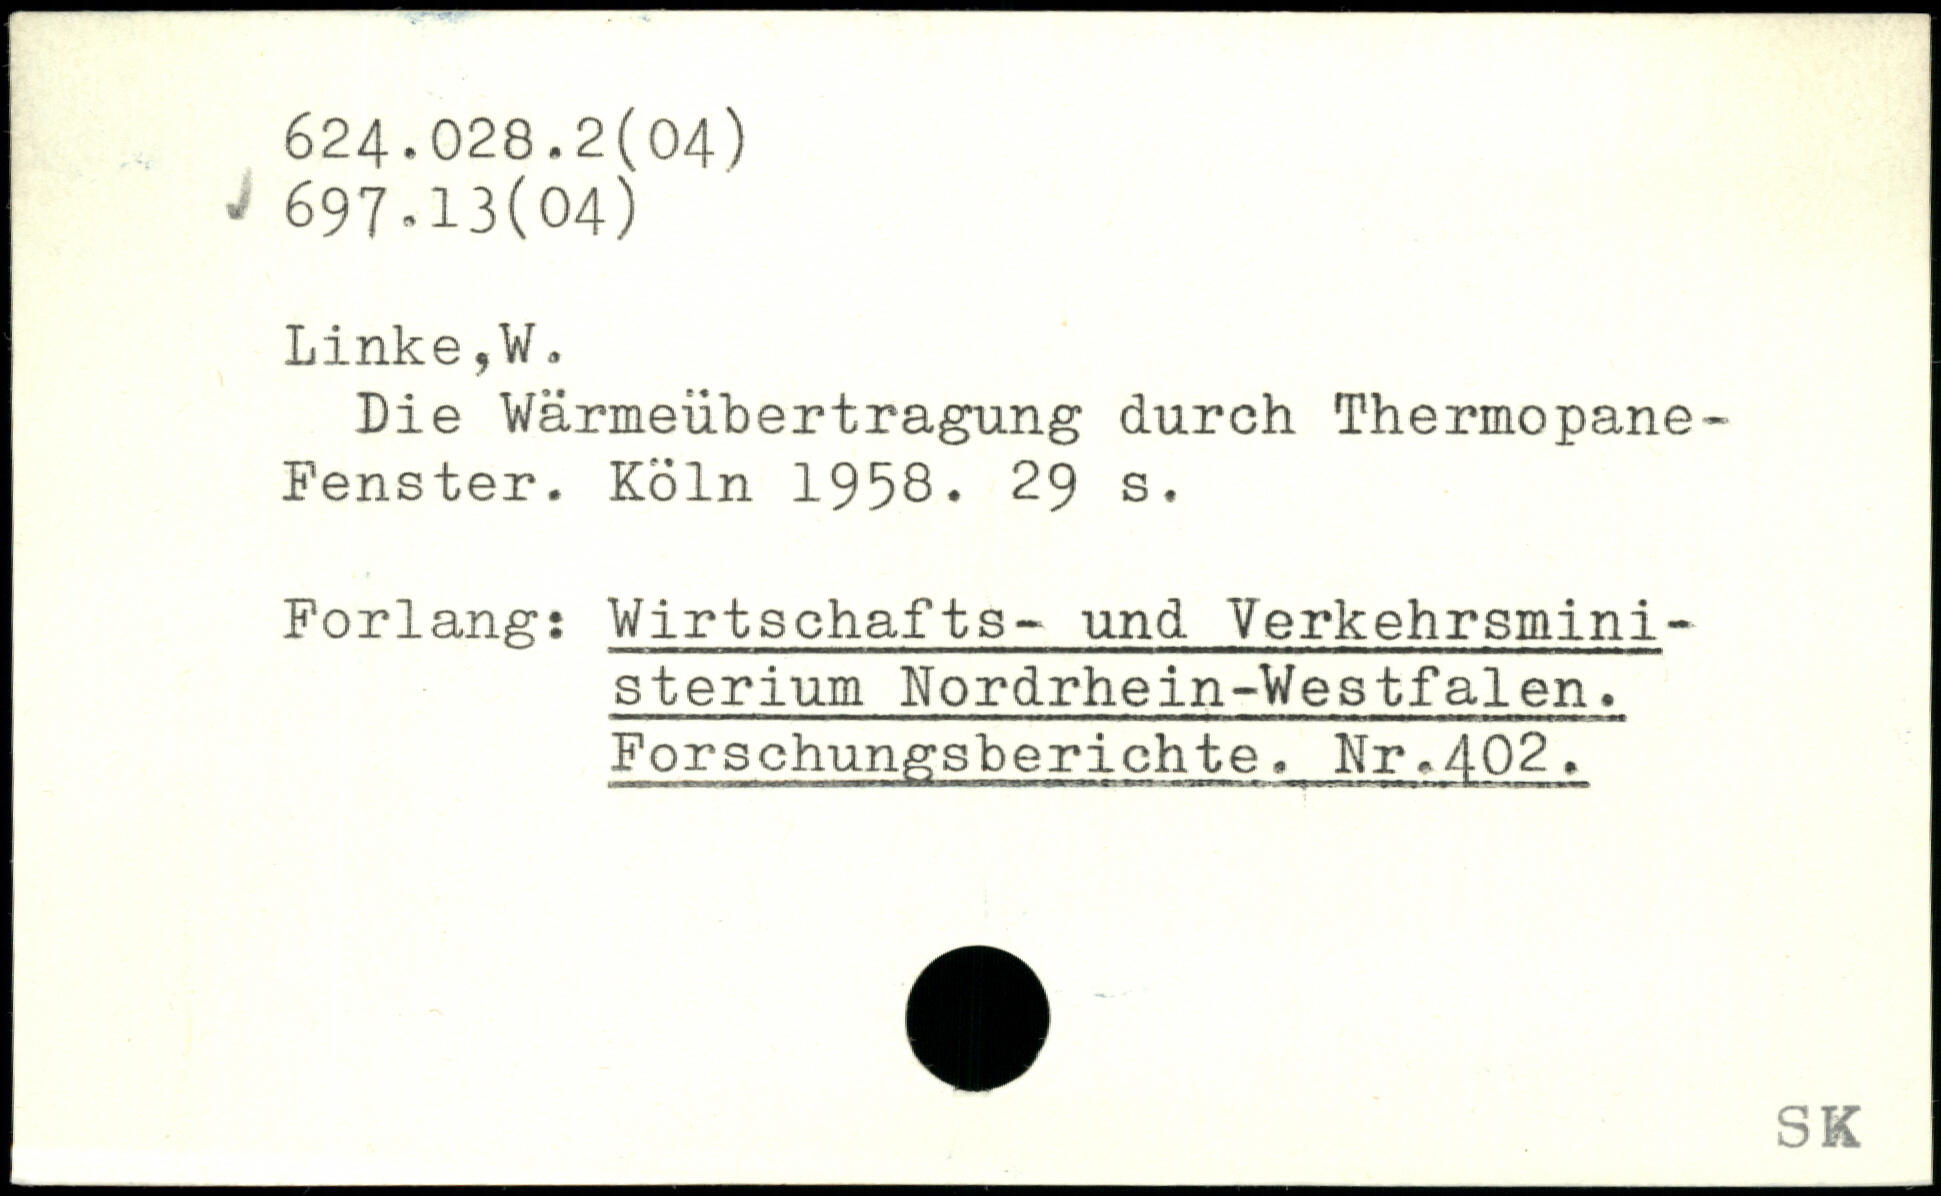 624.028.2(04)
697.13(04)
Linke,W.
Die Wärmeübertragung durch Thermopane-
Fenster. Köln 1958. 29 s.
Forlang: Wirtschafts- und Verkehrsmini-
sterium Nordrhein-Westfalen.
Forschungsberichte. Nr.402.
SK